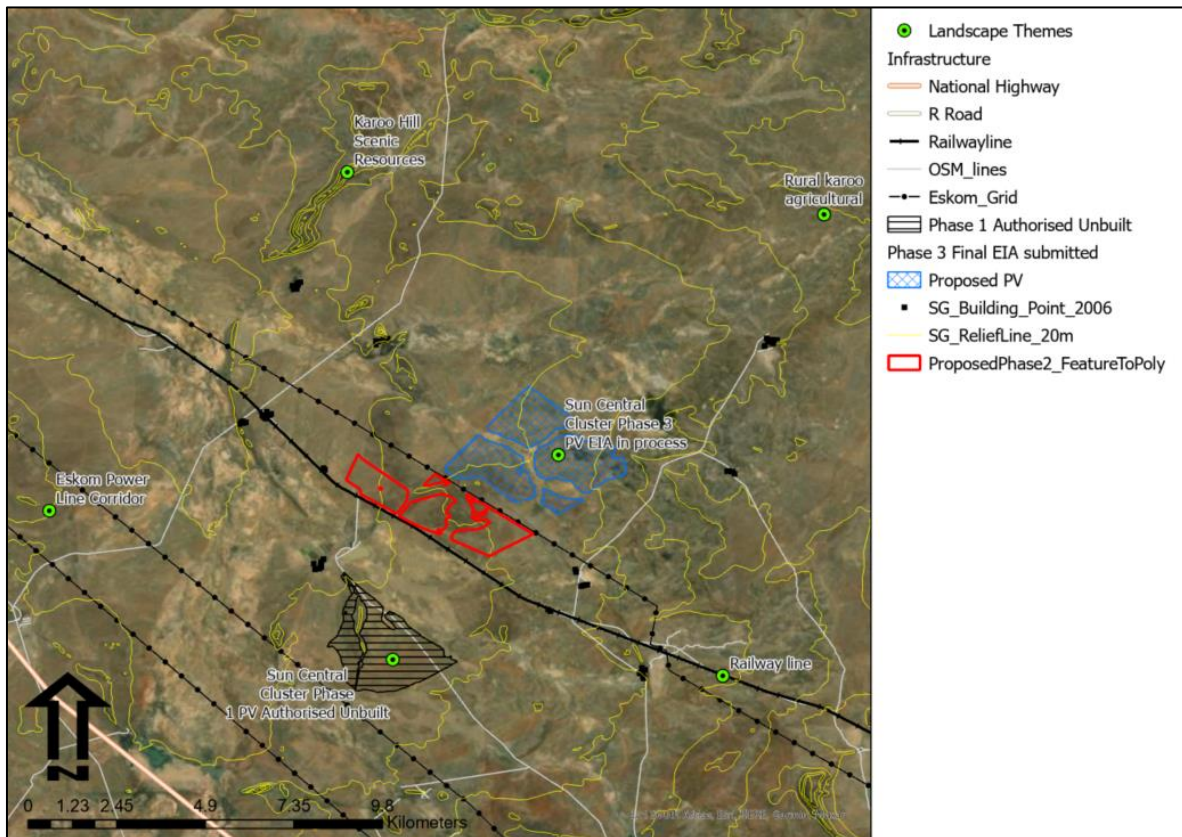 Karoo Hill
Scenic
Resources
Rural karoo
agricultural
Sun Central
Cluster Phase 3
PV EIA in process
Eskom Power
Line Corridor
Sun Central
Cluster Phase
1 PV Authorised Unbuilt
Railway line
N
0 1.23 2.45 4.9 7.35 9.8
Kilometers
Landscape Themes
Infrastructure
National Highway
R Road
Railwayline
OSM_lines
Eskom_Grid
Phase 1 Authorised Unbuilt
Phase 3 Final EIA submitted
Proposed PV
SG_Building_Point_2006
SG_ReliefLine_20m
ProposedPhase2_FeatureToPoly